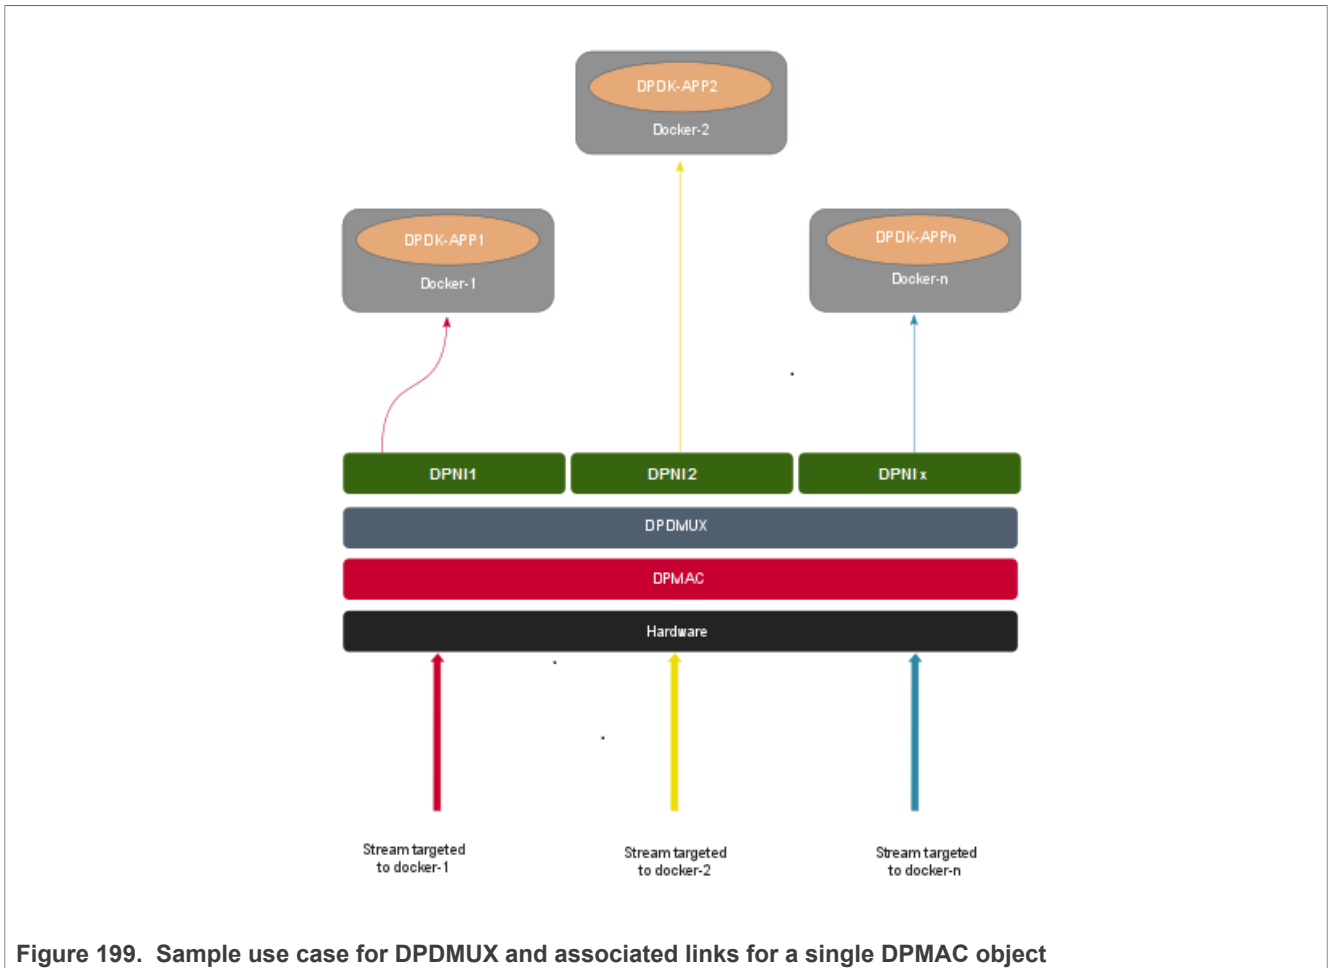 DPDK-APP2
Docker-2
DPDK-APP1
Docker-1
DPDK-APPn
Docker-n
DPNI1
DPNI2
DPNIx
DPDMUX
DPMAC
Hardware
Stream targeted
to docker-1
Stream targeted
to docker-2
Stream targeted
to docker-n
Figure 199. Sample use case for DPDMUX and associated links for a single DPMAC object